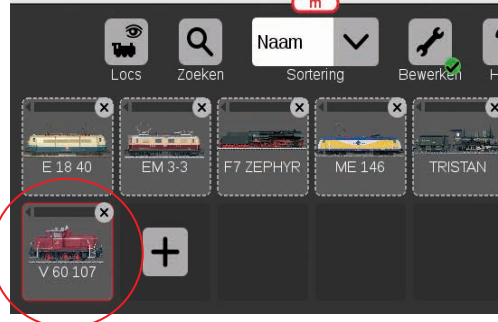 m
Naam
Locs Zoeken Sortering Bewerken H
E 18 40 EM 3-3 F7 ZEPHYR ME 146 TRISTAN
V 60 107